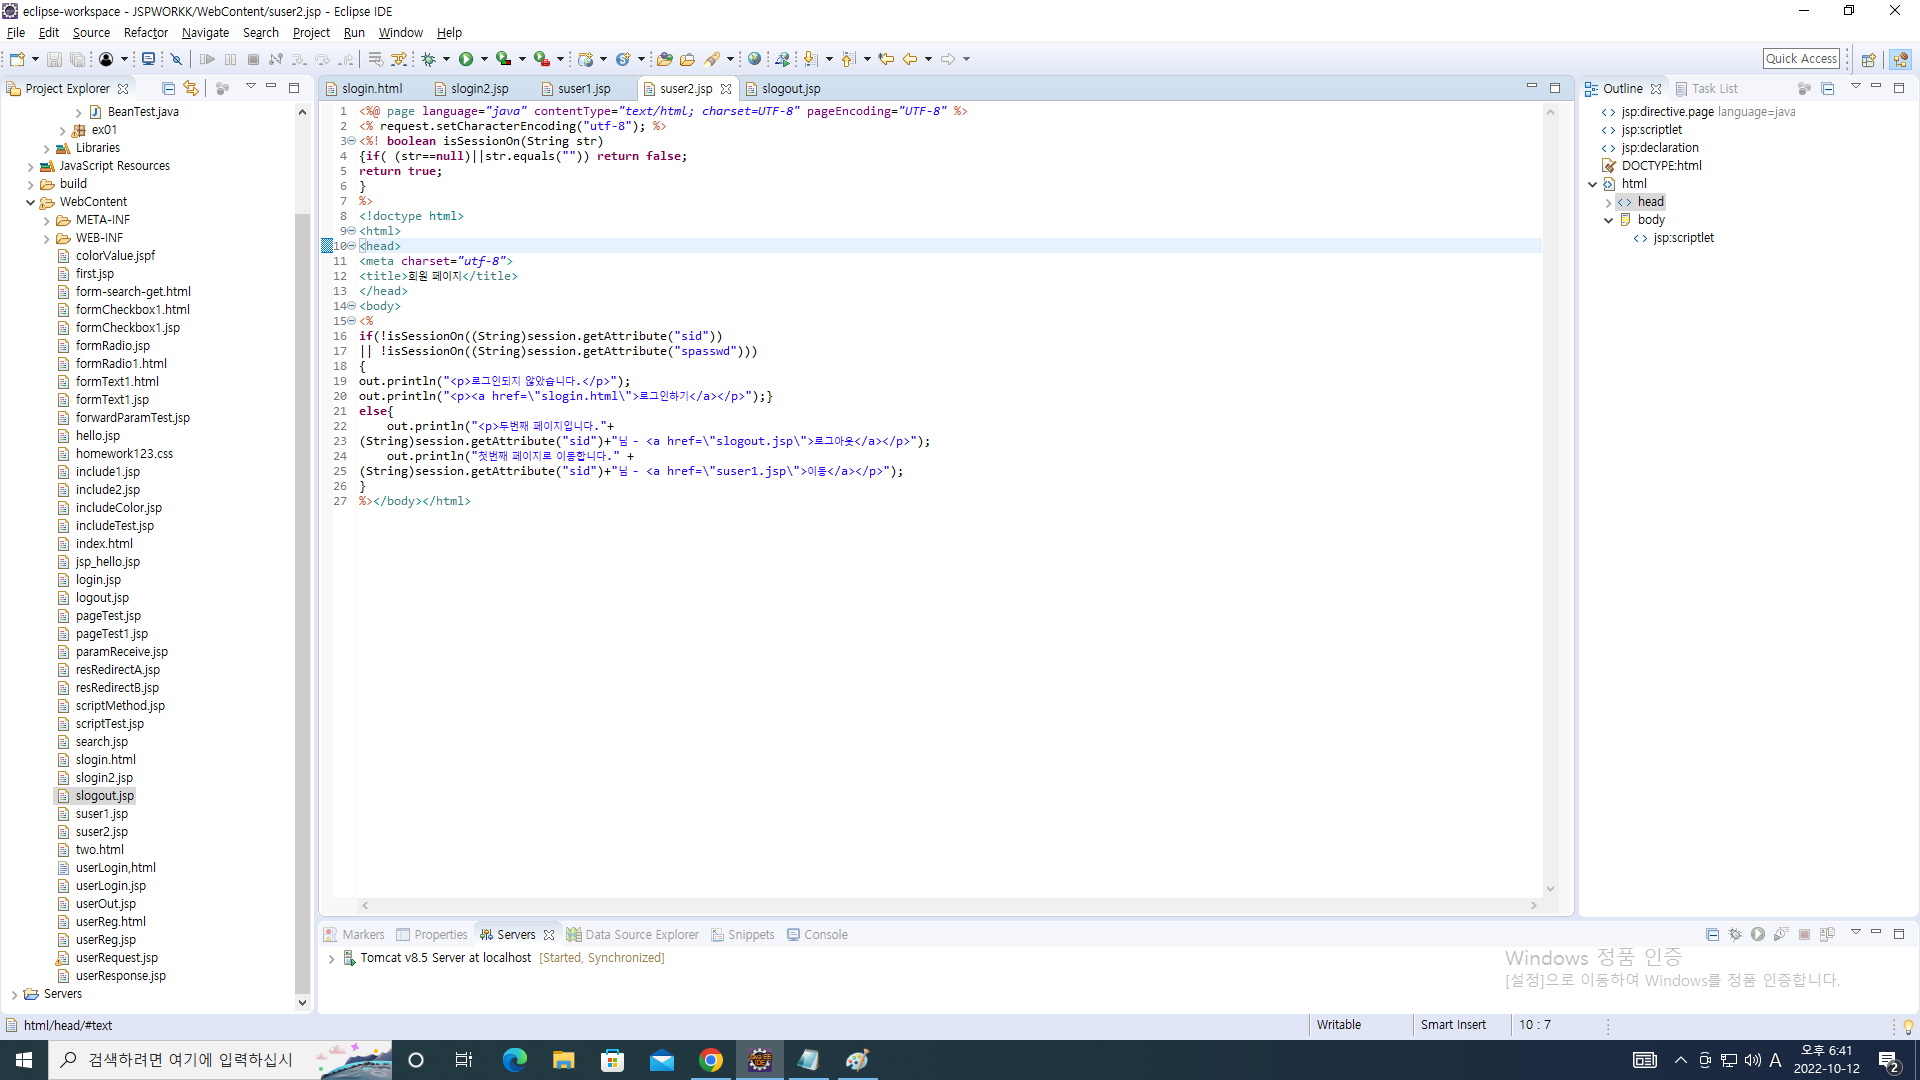 eclipse-workspace - JSPWORKK/WebContent/suser2.jsp - Eclipse IDE
File Edit Source Refactor Navigate Search Project Run Window Help
Quick Access
Project Explorer
BeanTest.java
ex01
Libraries
JavaScript Resources
build
WebContent
META-INF
WEB-INF
colorValue.jspf
first.jsp
form-search-get.html
formCheckbox1.html
formCheckbox1.jsp
formRadio.jsp
formRadio1.html
formText1.html
formText1.jsp
forwardParamTest.jsp
hello.jsp
homework123.css
include1.jsp
include2.jsp
includeColor.jsp
includeTest.jsp
index.html
jsp_hello.jsp
login.jsp
logout.jsp
pageTest.jsp
pageTest1.jsp
paramReceive.jsp
resRedirectA.jsp
resRedirectB.jsp
scriptMethod.jsp
scriptTest.jsp
search.jsp
slogin.html
slogin2.jsp
slogout.jsp
suser1.jsp
suser2.jsp
two.html
userLogin,html
userLogin.jsp
userOut.jsp
userReg.html
userReg.jsp
userRequest.jsp
userResponse.jsp
Servers
slogin.html slogin2.jsp suser1.jsp suser2.jsp slogout.jsp
1 <%@ page language="java" contentType="text/html; charset=UTF-8" pageEncoding="UTF-8" %>
2 <% request.setCharacterEncoding("utf-8"); %>
3 <%! boolean isSessionOn(String str)
4 {if( (str==null)||str.equals("")) return false;
5 return true;
6 }
7 %>
8 <!doctype html>
9 <html>
10 <head>
11 <meta charset="utf-8">
12 <title>회원 페이지</title>
13 </head>
14 <body>
15 <%
16 if(!isSessionOn((String)session.getAttribute("sid"))
17 || !isSessionOn((String)session.getAttribute("spasswd")))
18 {
19 out.println("<p>로그인되지 않았습니다.</p>");
20 out.println("<p><a href=\"slogin.html\">로그인하기</a></p>");}
21 else{
22 out.println("<p>두번째 페이지입니다."+
23 (String)session.getAttribute("sid")+"님 - <a href=\"slogout.jsp\">로그아웃</a></p>");
24 out.println("첫번째 페이지로 이동합니다." +
25 (String)session.getAttribute("sid")+"님 - <a href=\"suser1.jsp\">이동</a></p>");
26 }
27 %></body></html>
Outline Task List
jsp:directive.page language=java
jsp:scriptlet
jsp:declaration
DOCTYPE:html
html
head
body
jsp:scriptlet
Markers Properties Servers Data Source Explorer Snippets Console
Tomcat v8.5 Server at localhost [Started, Synchronized]
Windows 정품 인증
[설정]으로 이동하여 Windows를 정품 인증합니다.
html/head/#text
Writable Smart Insert 10 : 7
검색하려면 여기에 입력하십시
A
오후 6:41
2022-10-12
2